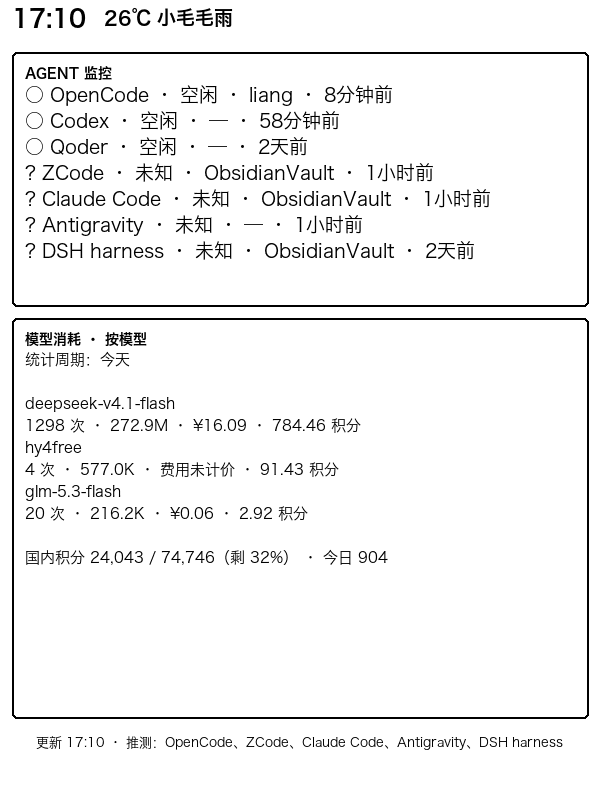 17:10 26℃ 小毛毛雨
AGENT 监控
○ OpenCode · 空闲 · liang · 8分钟前
○ Codex · 空闲 · — · 58分钟前
○ Qoder · 空闲 · — · 2天前
? ZCode · 未知 · ObsidianVault · 1小时前
? Claude Code · 未知 · ObsidianVault · 1小时前
? Antigravity · 未知 · — · 1小时前
? DSH harness · 未知 · ObsidianVault · 2天前
模型消耗 · 按模型
统计周期: 今天
deepseek-v4.1-flash
1298 次 · 272.9M · ¥16.09 · 784.46 积分
hy4free
4 次 · 577.0K · 费用未计价 · 91.43 积分
glm-5.3-flash
20 次 · 216.2K · ¥0.06 · 2.92 积分
国内积分 24,043 / 74,746（剩 32%） · 今日 904
更新 17:10 · 推测: OpenCode、ZCode、Claude Code、Antigravity、DSH harness